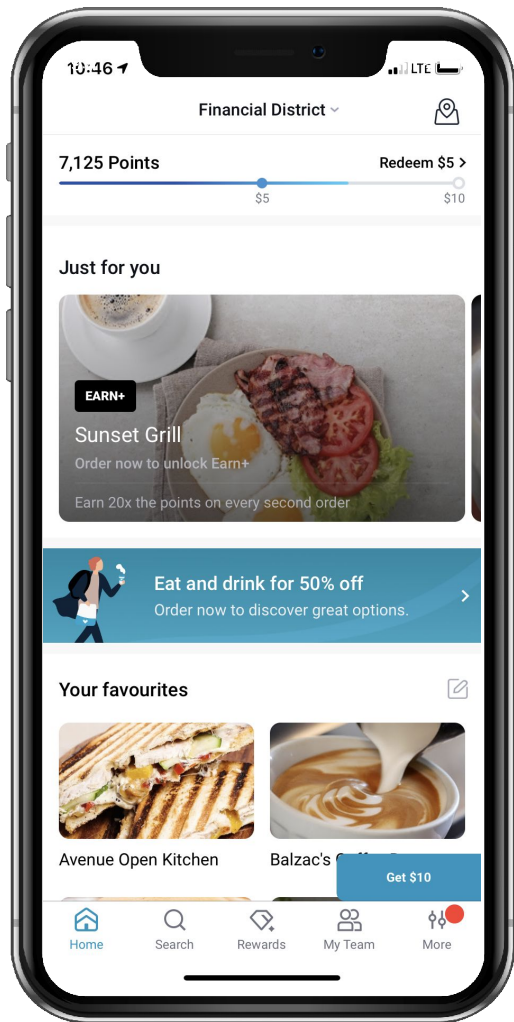 10:46
LTE
Financial District
7,125 Points
Redeem $5
$5
$10
Just for you
EARN+
Sunset Grill
Order now to unlock Earn+
Earn 20x the points on every second order
Eat and drink for 50% off
Order now to discover great options.
Your favourites
Avenue Open Kitchen
Balzac's
Get $10
Home
Search
Rewards
My Team
More